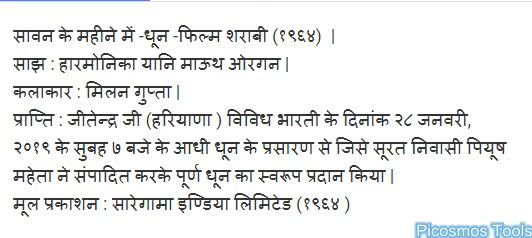 सावन के महीने में -धून -फिल्म शराबी (१९६४) |
साझ : हारमोनिका यानि माऊथ ओरगन |
कलाकार : मिलन गुप्ता |
प्राप्ति : जीतेन्द्र जी (हरियाणा ) विविध भारती के दिनांक २८ जनवरी,
२०१९ के सुबह ७ बजे के आधी धून के प्रसारण से जिसे सूरत निवासी पियूष
महेता ने संपादित करके पूर्ण धून का स्वरूप प्रदान किया |
मूल प्रकाशन : सारेगामा इण्डिया लिमिटेड (१९६४ )
Picosmos Tools